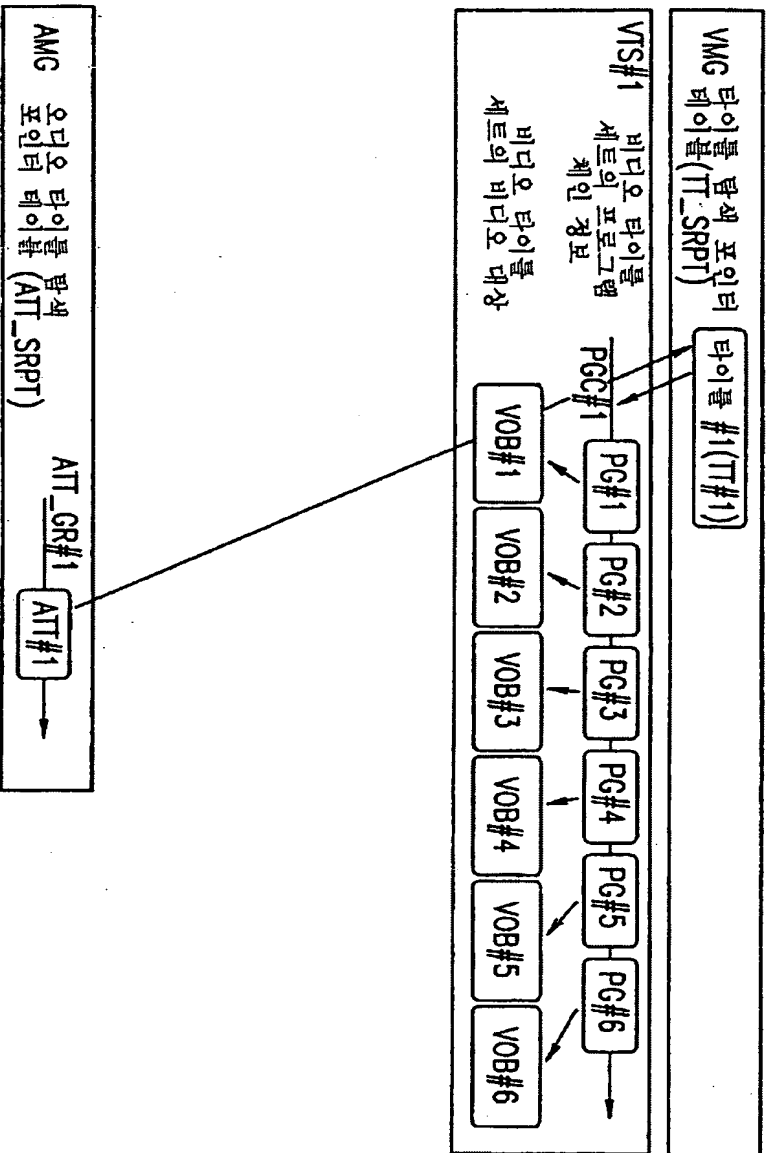 VMG
타이틀 탐색 포인터
테이블(TT_SRPT)
타이틀 #1(TT#1)
VTS#1
비디오 타이틀
세트의 프로그램
체인 정보
PGC#1
PG#1
PG#2
PG#3
PG#4
PG#5
PG#6
비디오 타이틀
세트의 비디오 대상
VOB#1
VOB#2
VOB#3
VOB#4
VOB#5
VOB#6
AMG
오디오 타이틀 탐색
포인터 테이블 (ATT_SRPT)
ATT_GR#1
ATT#1